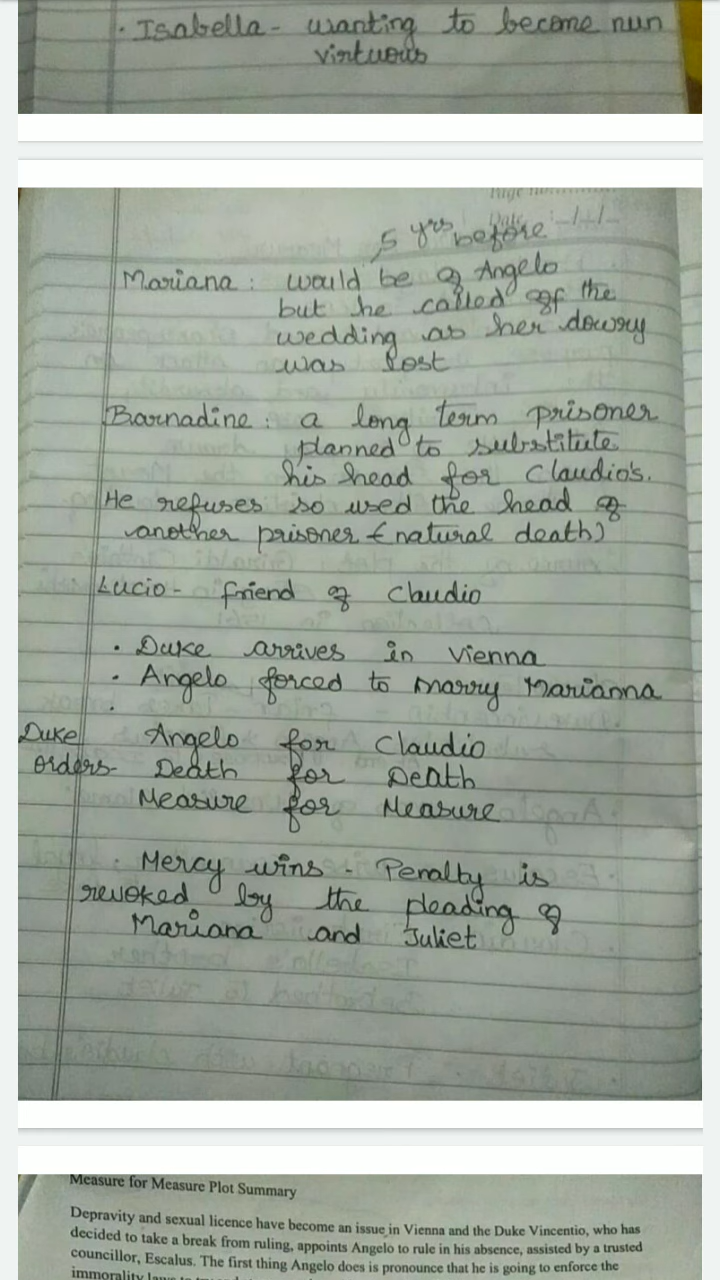 · Isabella - wanting to become nun
virtuous
5 yrs before
Mariana : would be of Angelo
but he called off the
wedding as her dowry
was lost
Barnadine : a long term prisoner
planned to substitute
his head for Claudio's.
He refuses so used the head of
another prisoner (natural death)
Lucio - friend of Claudio
· Duke arrives in Vienna
· Angelo forced to marry Marianna
Duke Angelo for Claudio
orders- Death for Death
Measure for Measure
· Mercy wins - Penalty is
revoked by the pleading of
Mariana and Juliet
Measure for Measure Plot Summary
Depravity and sexual licence have become an issue in Vienna and the Duke Vincentio, who has
decided to take a break from ruling, appoints Angelo to rule in his absence, assisted by a trusted
councillor, Escalus. The first thing Angelo does is pronounce that he is going to enforce the
immorality laws